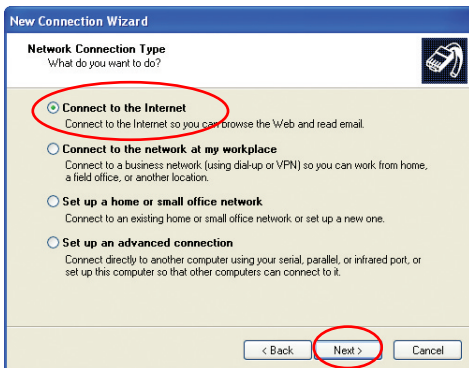 New Connection Wizard
Network Connection Type
What do you want to do?
Connect to the Internet
Connect to the Internet so you can browse the Web and read email.
Connect to the network at my workplace
Connect to a business network (using dial-up or VPN) so you can work from home,
a field office, or another location.
Set up a home or small office network
Connect to an existing home or small office network or set up a new one.
Set up an advanced connection
Connect directly to another computer using your serial, parallel, or infrared port, or
set up this computer so that other computers can connect to it.
< Back Next > Cancel